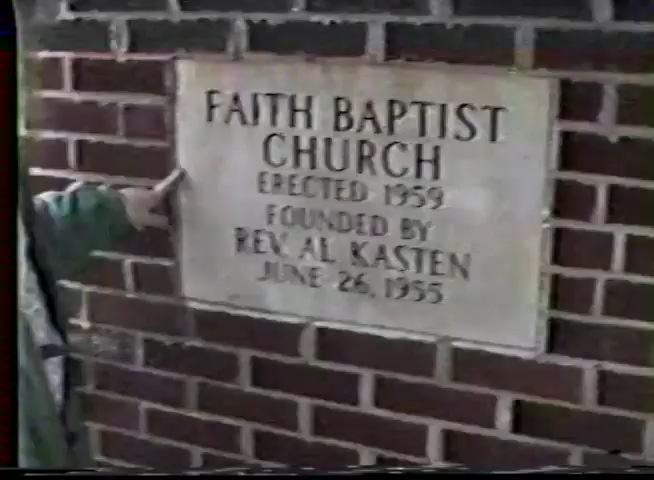 FAITH BAPTIST
CHURCH
ERECTED 1959
FOUNDED BY
REV. AL KASTEN
JUNE 26, 1955